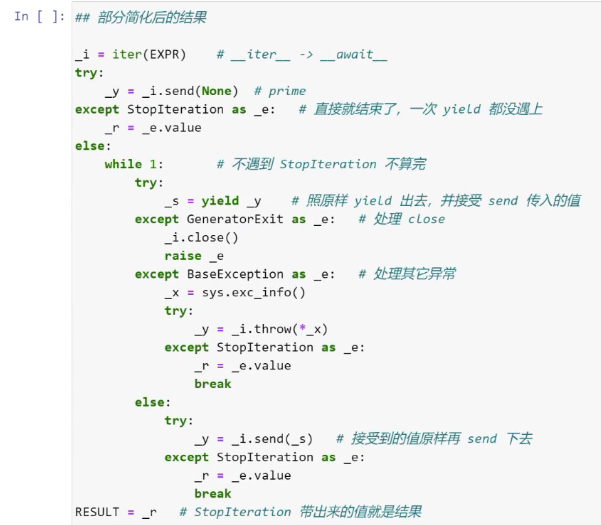 In [ ]: ## 部分简化后的结果
_i = iter(EXPR)    # __iter__ -> __await__
try:
    _y = _i.send(None)  # prime
except StopIteration as _e:   # 直接就结束了，一次 yield 都没遇上
    _r = _e.value
else:
    while 1:       # 不遇到 StopIteration 不算完
        try:
            _s = yield _y    # 照原样 yield 出去，并接受 send 传入的值
        except GeneratorExit as _e:   # 处理 close
            _i.close()
            raise _e
        except BaseException as _e:   # 处理其它异常
            _x = sys.exc_info()
            try:
                _y = _i.throw(*_x)
            except StopIteration as _e:
                _r = _e.value
                break
        else:
            try:
                _y = _i.send(_s)   # 接受到的值原样再 send 下去
            except StopIteration as _e:
                _r = _e.value
                break
RESULT = _r   # StopIteration 带出来的值就是结果